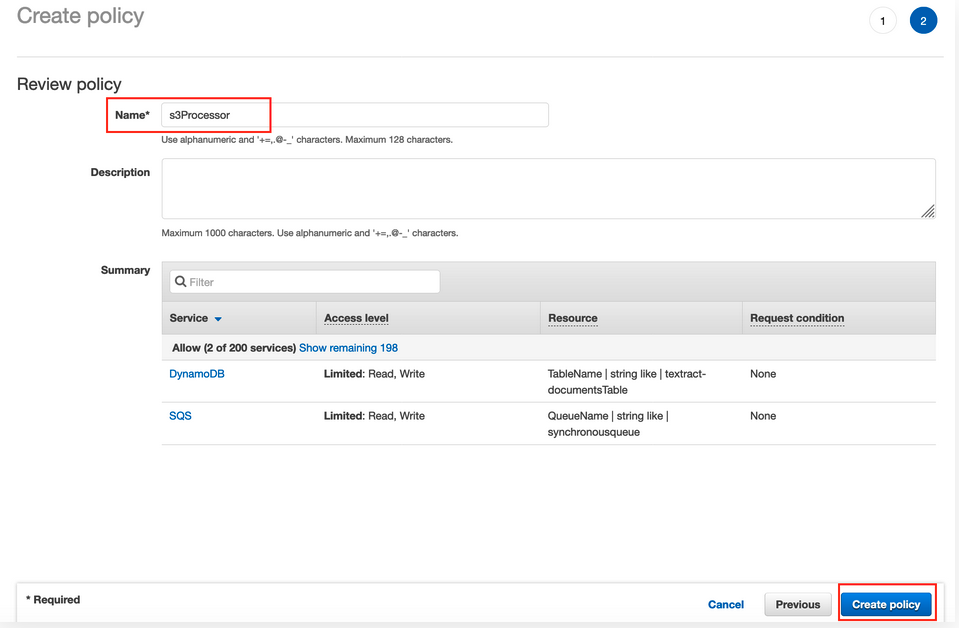 Create policy
1
2
Review policy
Name*
s3Processor
Use alphanumeric and '+=,.@-_' characters. Maximum 128 characters.
Description
Maximum 1000 characters. Use alphanumeric and '+=,.@-_' characters.
Summary
Filter
Service Access level Resource Request condition
Allow (2 of 200 services) Show remaining 198
DynamoDB Limited: Read, Write TableName | string like | textract- None
documentsTable
SQS Limited: Read, Write QueueName | string like | None
synchronousqueue
* Required
Cancel Previous Create policy